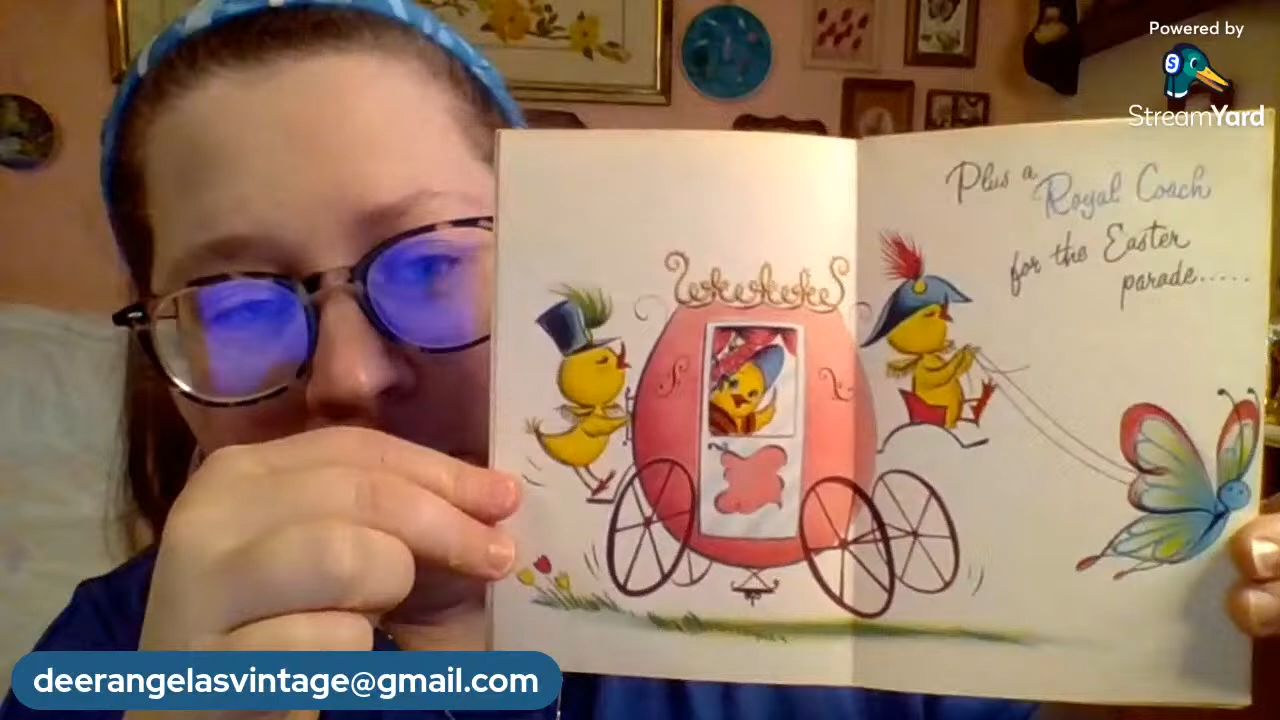 Powered by
StreamYard
Plus a
Royal Coach
for the Easter
parade.....
deerangelasvintage@gmail.com